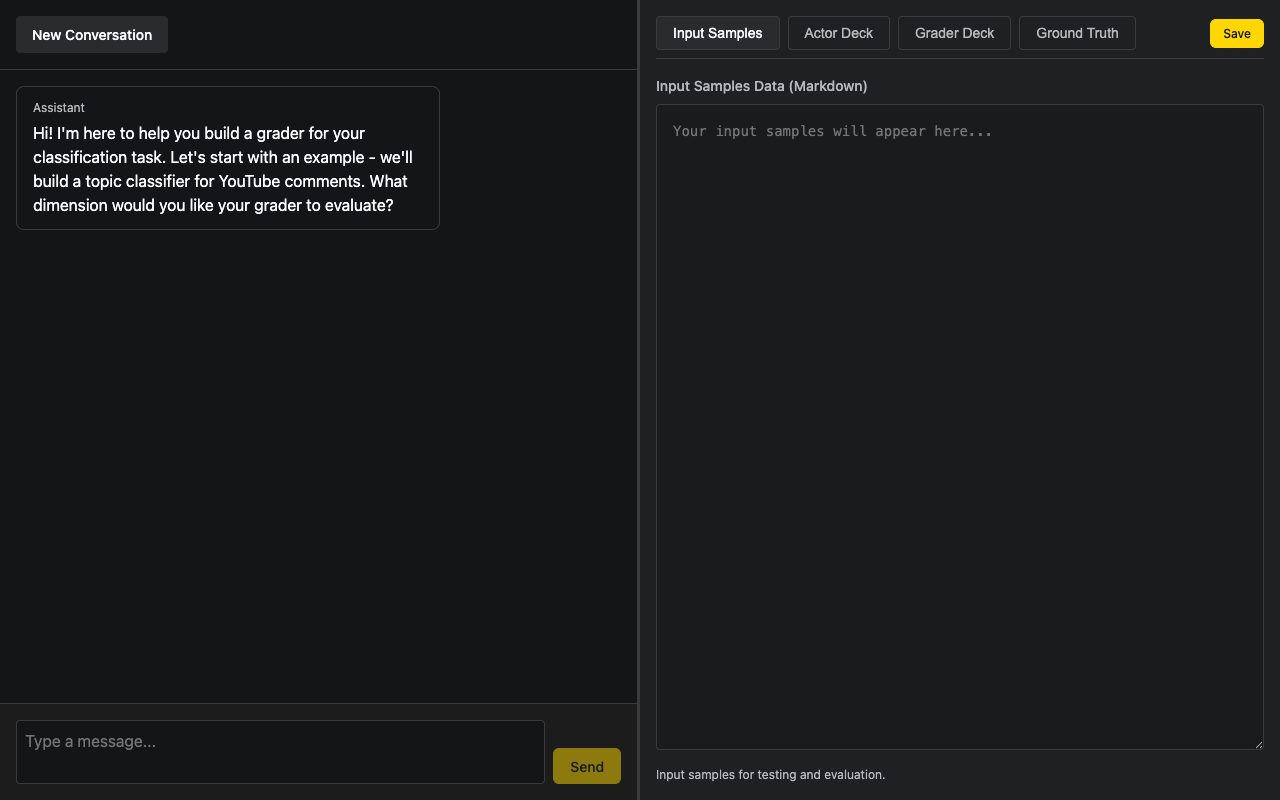 New Conversation
Assistant
Hi! I'm here to help you build a grader for your
classification task. Let's start with an example - we'll
build a topic classifier for YouTube comments. What
dimension would you like your grader to evaluate?
Type a message...
Send
Input Samples
Actor Deck
Grader Deck
Ground Truth
Save
Input Samples Data (Markdown)
Your input samples will appear here...
Input samples for testing and evaluation.